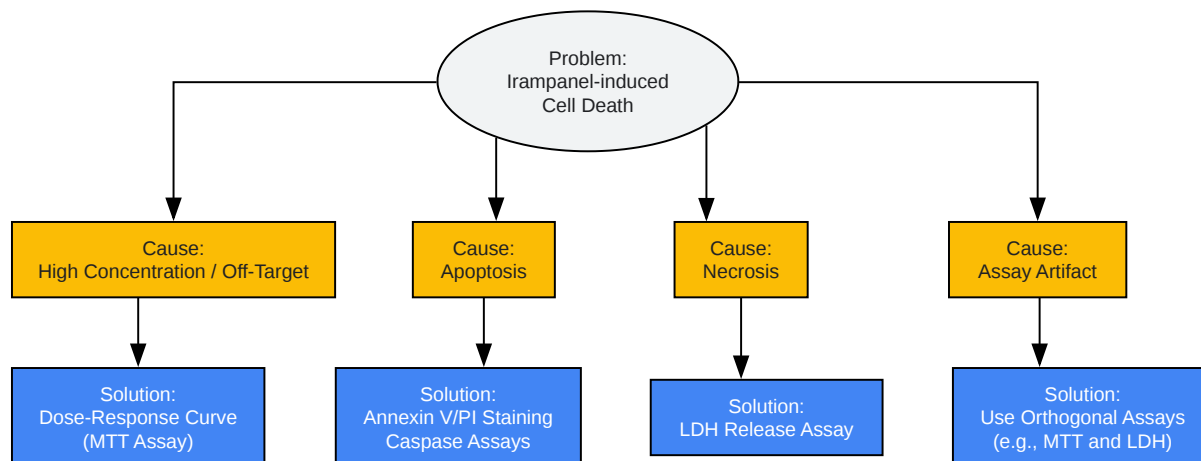 Problem:
Irampanel-induced
Cell Death
Cause:
High Concentration / Off-Target
Cause:
Apoptosis
Cause:
Necrosis
Cause:
Assay Artifact
Solution:
Dose-Response Curve
(MTT Assay)
Solution:
Annexin V/PI Staining
Caspase Assays
Solution:
LDH Release Assay
Solution:
Use Orthogonal Assays
(e.g., MTT and LDH)